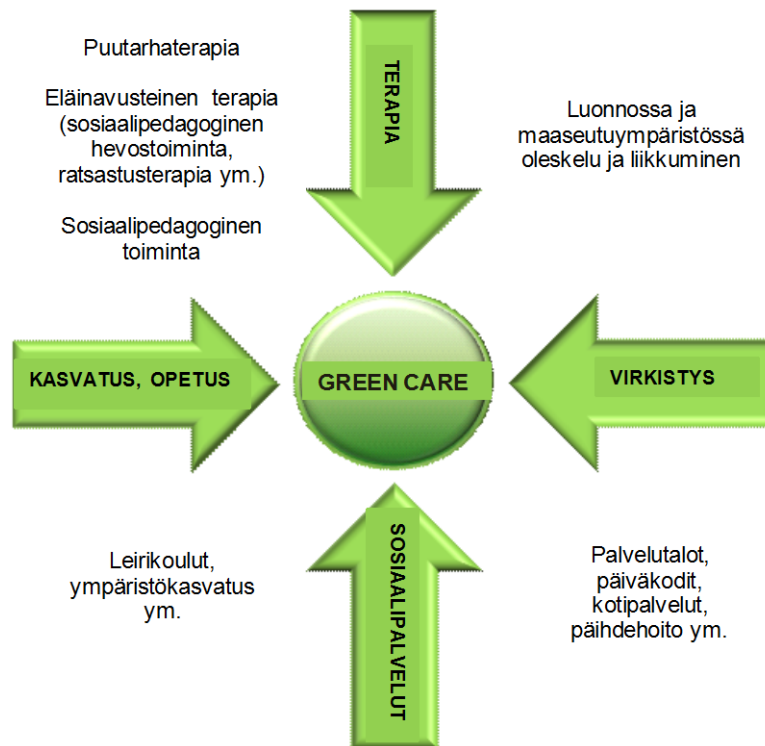 Puutarhaterapia
Eläinavusteinen terapia
(sosiaalipedagoginen
hevostoiminta,
ratsastusterapia ym.)
Sosiaalipedagoginen
toiminta
TERAPIA
Luonnossa ja
maaseutuympäristössä
oleskelu ja liikkuminen
KASVATUS, OPETUS
GREEN CARE
VIRKISTYS
Leirikoulut,
ympäristökasvatus
ym.
SOSIAALIPALVELUT
Palvelutalot,
päiväkodit,
kotipalvelut,
päihdehoito ym.